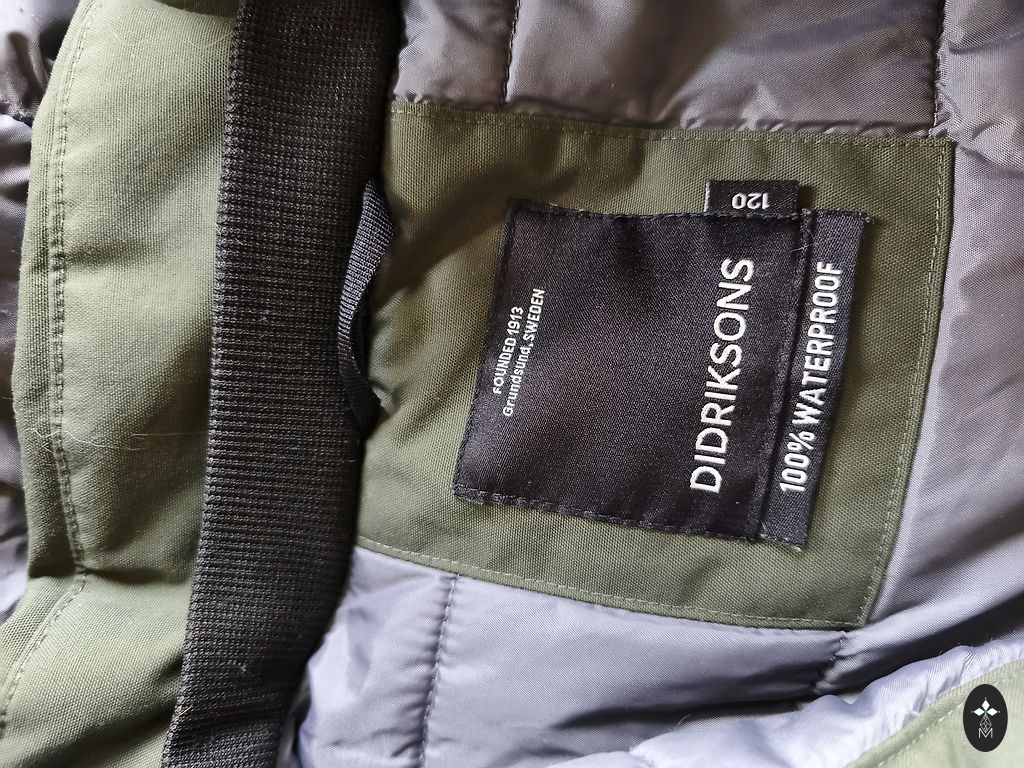 FOUNDED 1913
Grundsund, SWEDEN
DIDRIKSONS
100% WATERPROOF
120